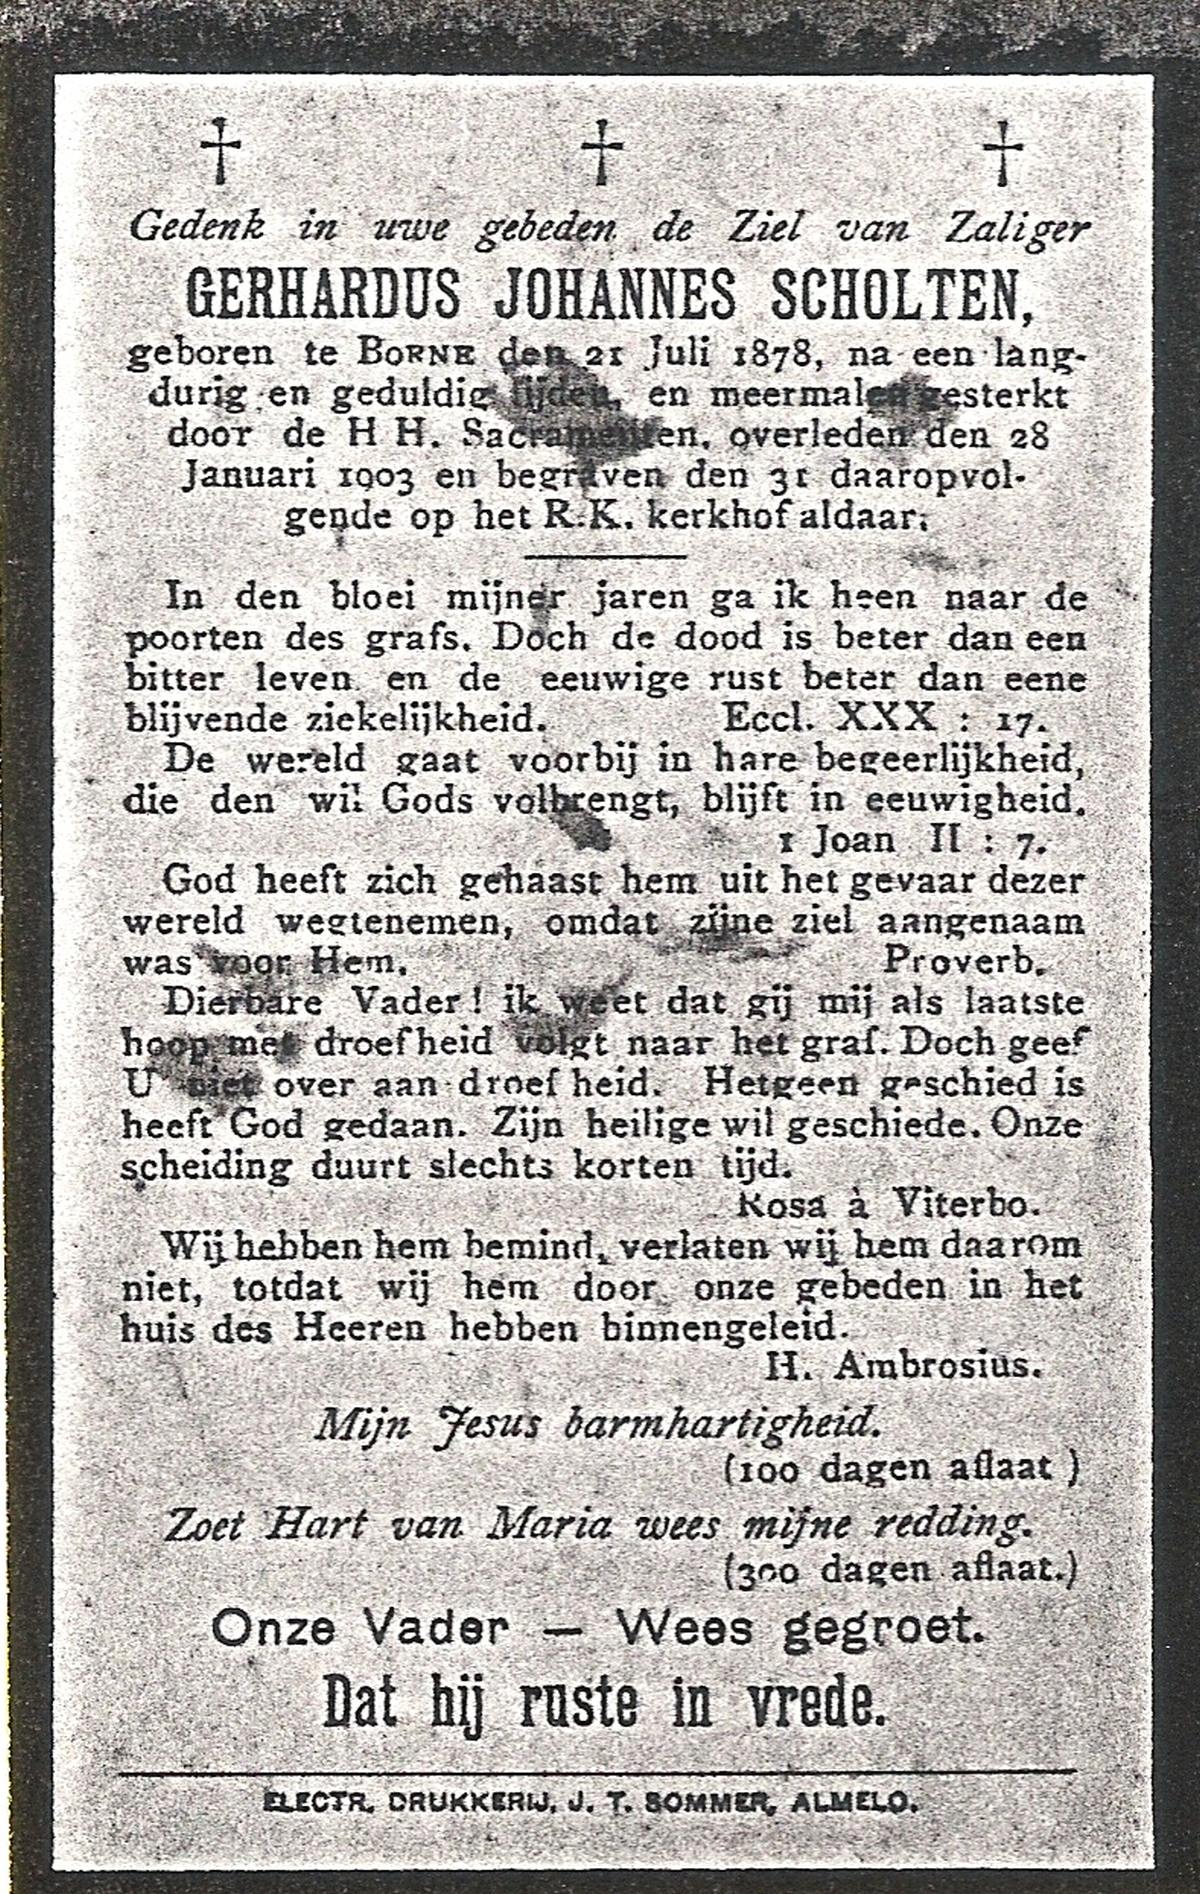 Gedenk in uwe gebeden de Ziel van Zaliger
GERHARDUS JOHANNES SCHOLTEN,
geboren te BORNE den 21 Juli 1878, na een lang-
durig en geduldig lijden, en meermalen gesterkt
door de H H. Sacramenten, overleden den 28
Januari 1903 en begraven den 31 daaropvol-
gende op het R.K. kerkhof aldaar.
In den bloei mijner jaren ga ik heen naar de
poorten des grafs. Doch de dood is beter dan een
bitter leven en de eeuwige rust beter dan eene
blijvende ziekelijkheid. Eccl. XXX : 17.
De wereld gaat voorbij in hare begeerlijkheid,
die den wil Gods volbrengt, blijft in eeuwigheid.
1 Joan II : 7.
God heeft zich gehaast hem uit het gevaar dezer
wereld wegtenemen, omdat zijne ziel aangenaam
was voor Hem. Proverb.
Dierbare Vader! ik weet dat gij mij als laatste
hoop met droefheid volgt naar het graf. Doch geef
U niet over aan droefheid. Hetgeen geschied is
heeft God gedaan. Zijn heilige wil geschiede. Onze
scheiding duurt slechts korten tijd.
Rosa à Viterbo.
Wij hebben hem bemind, verlaten wij hem daarom
niet, totdat wij hem door onze gebeden in het
huis des Heeren hebben binnengeleid.
H. Ambrosius.
Mijn Jesus barmhartigheid.
(100 dagen aflaat )
Zoet Hart van Maria wees mijne redding.
(300 dagen aflaat.)
Onze Vader — Wees gegroet.
Dat hij ruste in vrede.
ELECTR. DRUKKERIJ, J. T. SOMMER, ALMELO.